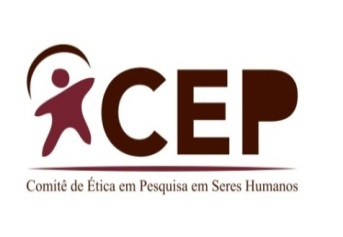 CEP
Comitê de Ética em Pesquisa em Seres Humanos